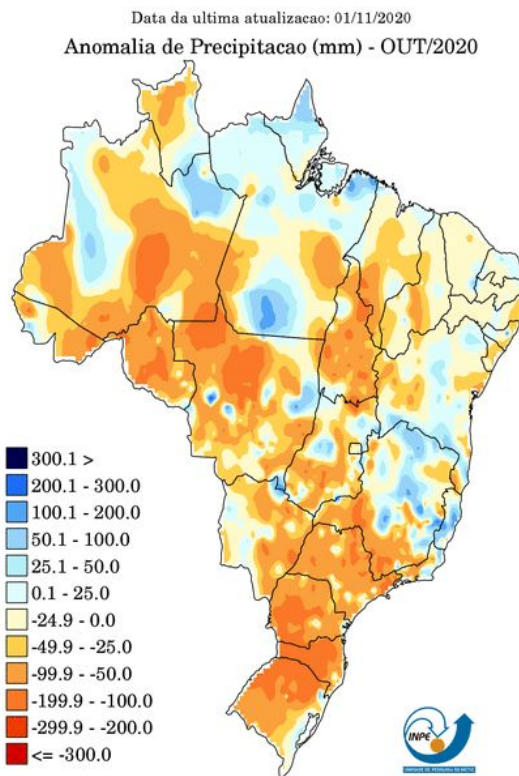 Data da ultima atualizacao: 01/11/2020
Anomalia de Precipitacao (mm) - OUT/2020
300.1 >
200.1 - 300.0
100.1 - 200.0
50.1 - 100.0
25.1 - 50.0
0.1 - 25.0
-24.9 - 0.0
-49.9 - -25.0
-99.9 - -50.0
-199.9 - -100.0
-299.9 - -200.0
<= -300.0
INPE